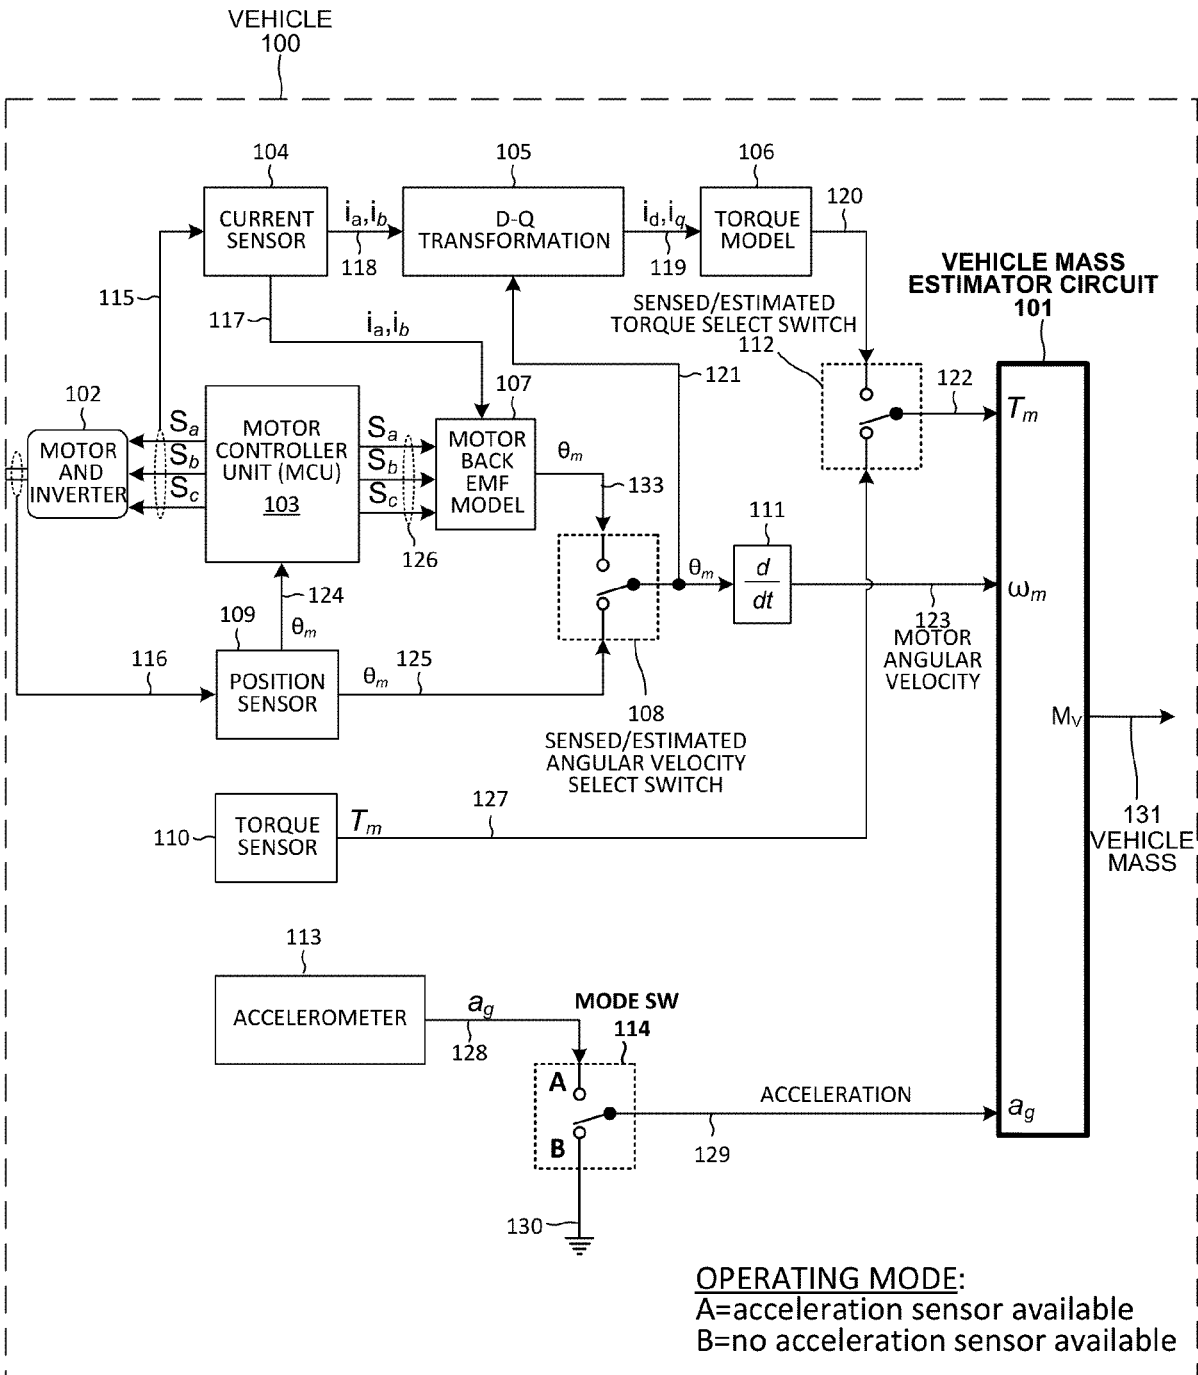 VEHICLE
100
104
105
106
120
CURRENT
SENSOR
ia,ib
118
D-Q
TRANSFORMATION
id,iq
119
TORQUE
MODEL
115
117
ia,ib
SENSED/ESTIMATED
TORQUE SELECT SWITCH
112
VEHICLE MASS
ESTIMATOR CIRCUIT
101
121
122
Tm
102
MOTOR
AND
INVERTER
Sa
Sb
Sc
MOTOR
CONTROLLER
UNIT (MCU)
103
Sa
Sb
Sc
126
107
MOTOR
BACK
EMF
MODEL
θm
133
111
θm
d
dt
ωm
123
MOTOR
ANGULAR
VELOCITY
124
θm
109
POSITION
SENSOR
116
θm
125
108
SENSED/ESTIMATED
ANGULAR VELOCITY
SELECT SWITCH
MV
131
VEHICLE
MASS
110
TORQUE
SENSOR
Tm
127
113
ACCELEROMETER
ag
128
MODE SW
114
A
B
ACCELERATION
129
ag
130
OPERATING MODE:
A=acceleration sensor available
B=no acceleration sensor available